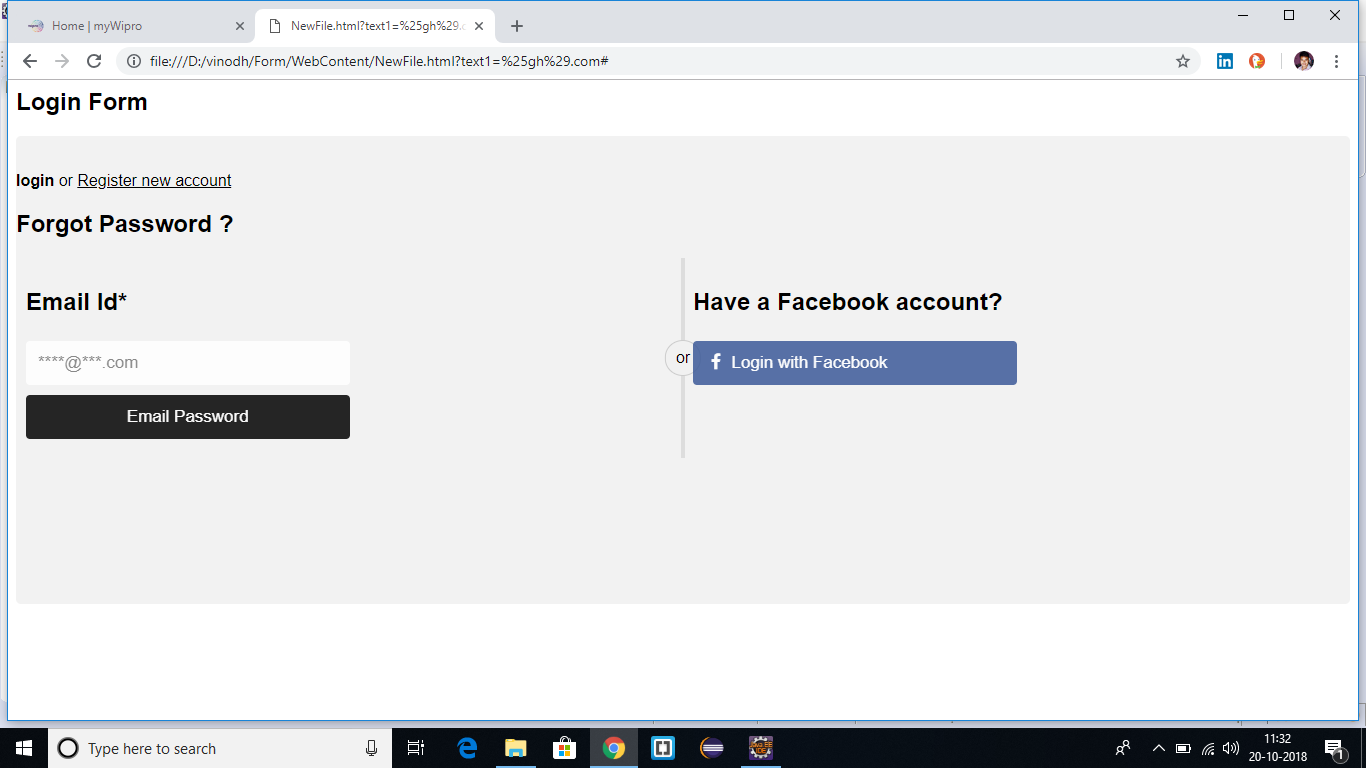 Home | myWipro
NewFile.html?text1=%25gh%29.c
file:///D:/vinodh/Form/WebContent/NewFile.html?text1=%25gh%29.com#
Login Form
login or Register new account
Forgot Password ?
Email Id*
Have a Facebook account?
****@***.com
or
f Login with Facebook
Email Password
Type here to search
11:32
20-10-2018
1